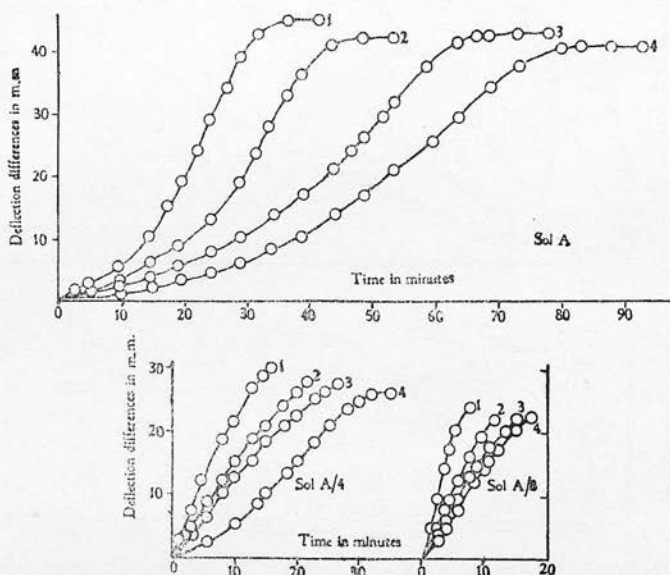 Deflection differences in m.m
40
30
20
10
1
2
3
4
Sol A
Time in minutes
0 10 20 30 40 50 60 70 80 90
Deflection differences in m.m.
30
20
10
1
2
3
4
Sol A/4
Time in minutes
0 10 20 30
1
2
3
4
Sol A/8
0 10 20